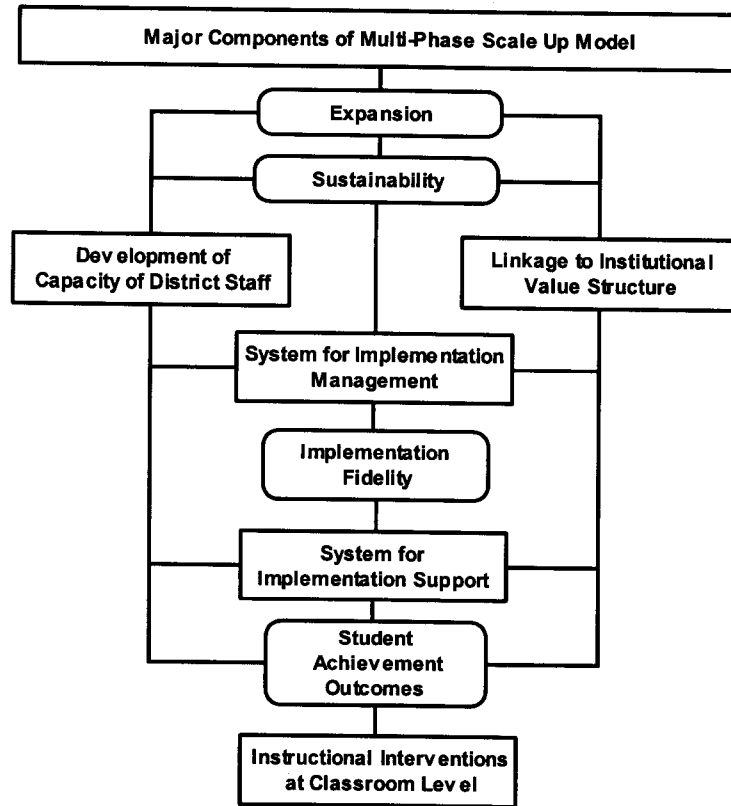 Major Components of Multi-Phase Scale Up Model
Expansion
Sustainability
Development of
Capacity of District Staff
Linkage to Institutional
Value Structure
System for Implementation
Management
Implementation
Fidelity
System for
Implementation Support
Student
Achievement
Outcomes
Instructional Interventions
at Classroom Level